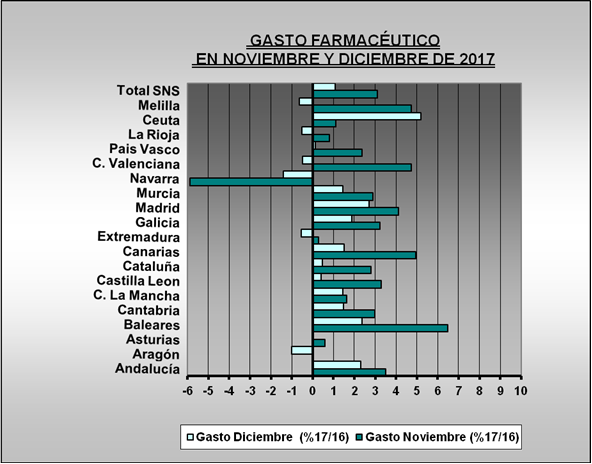 GASTO FARMACÉUTICO
EN NOVIEMBRE Y DICIEMBRE DE 2017
Total SNS
Melilla
Ceuta
La Rioja
Pais Vasco
C. Valenciana
Navarra
Murcia
Madrid
Galicia
Extremadura
Canarias
Cataluña
Castilla Leon
C. La Mancha
Cantabria
Baleares
Asturias
Aragón
Andalucía
-6 -5 -4 -3 -2 -1 0 1 2 3 4 5 6 7 8 9 10
Gasto Diciembre (%17/16) Gasto Noviembre (%17/16)